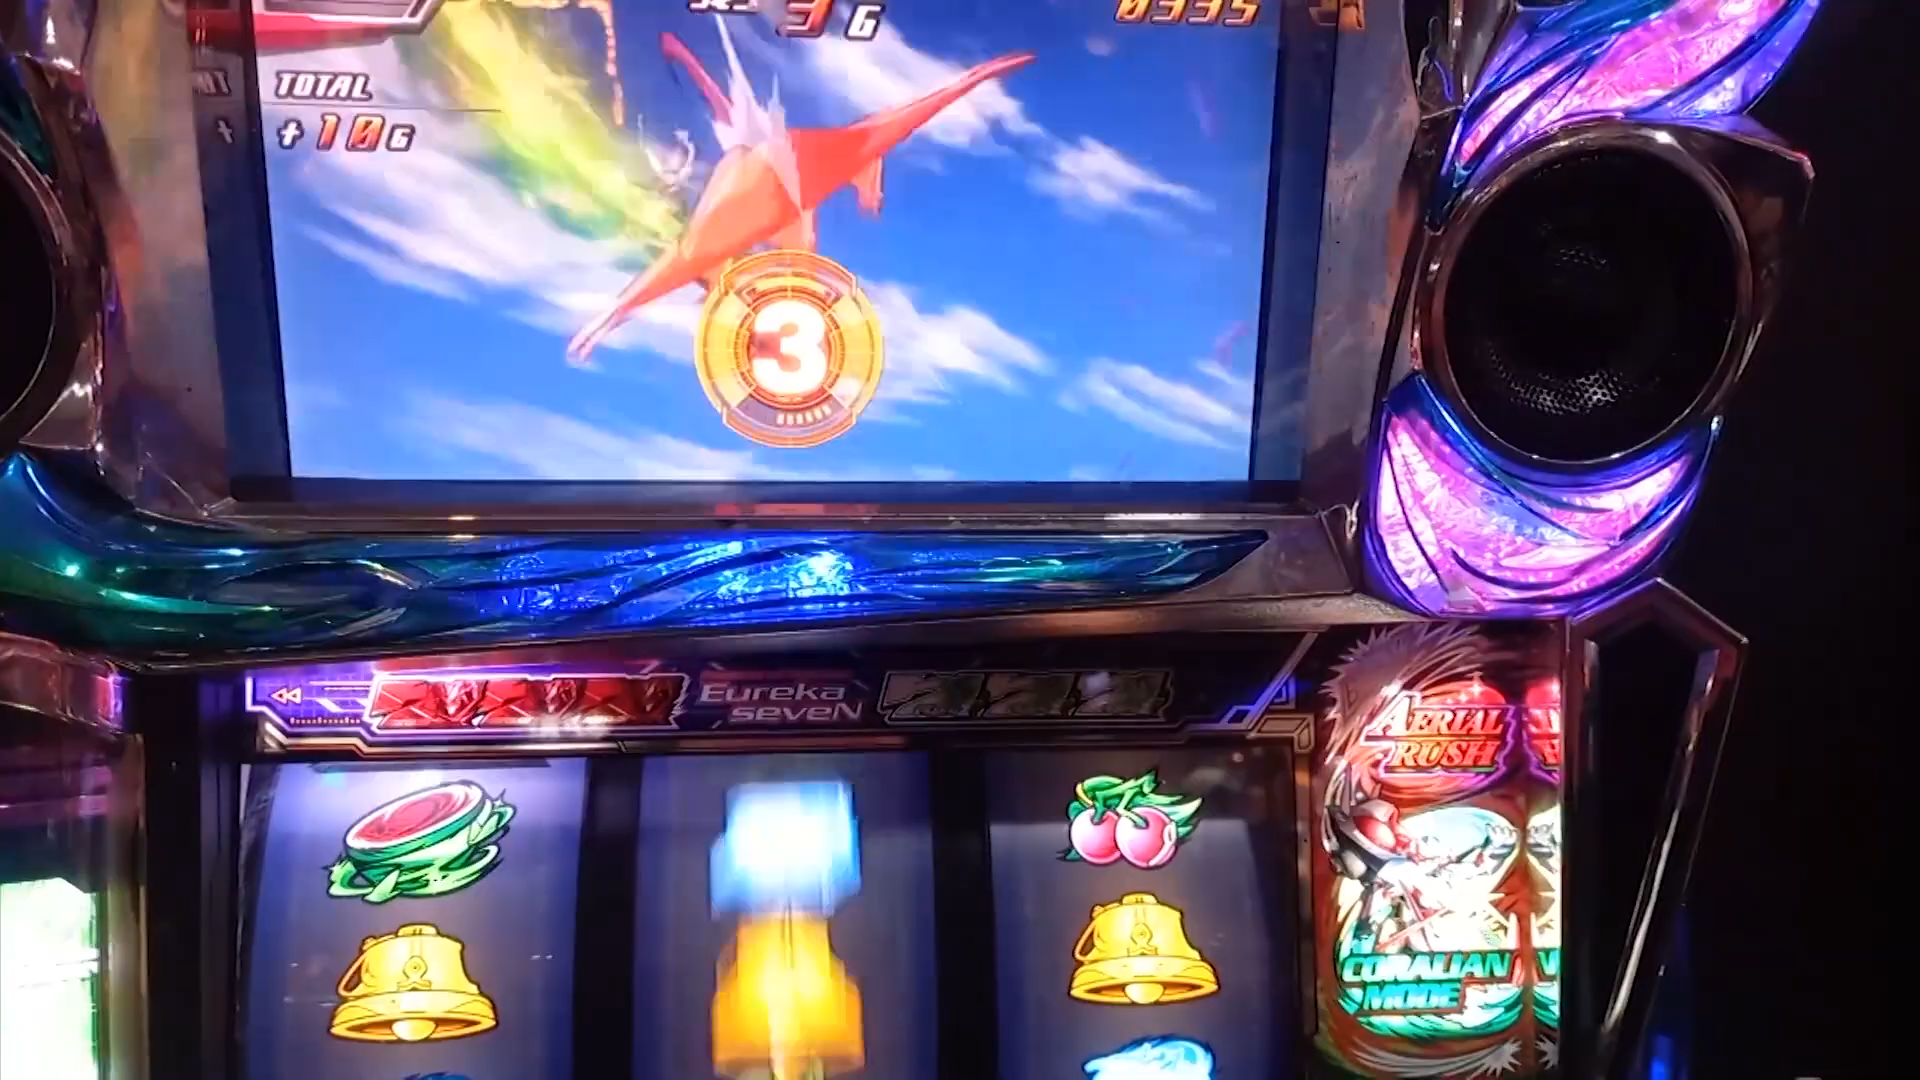 3G
0335
TOTAL
+10G
3
Eureka
seveN
AERIAL
RUSH
CORALIAN
MODE